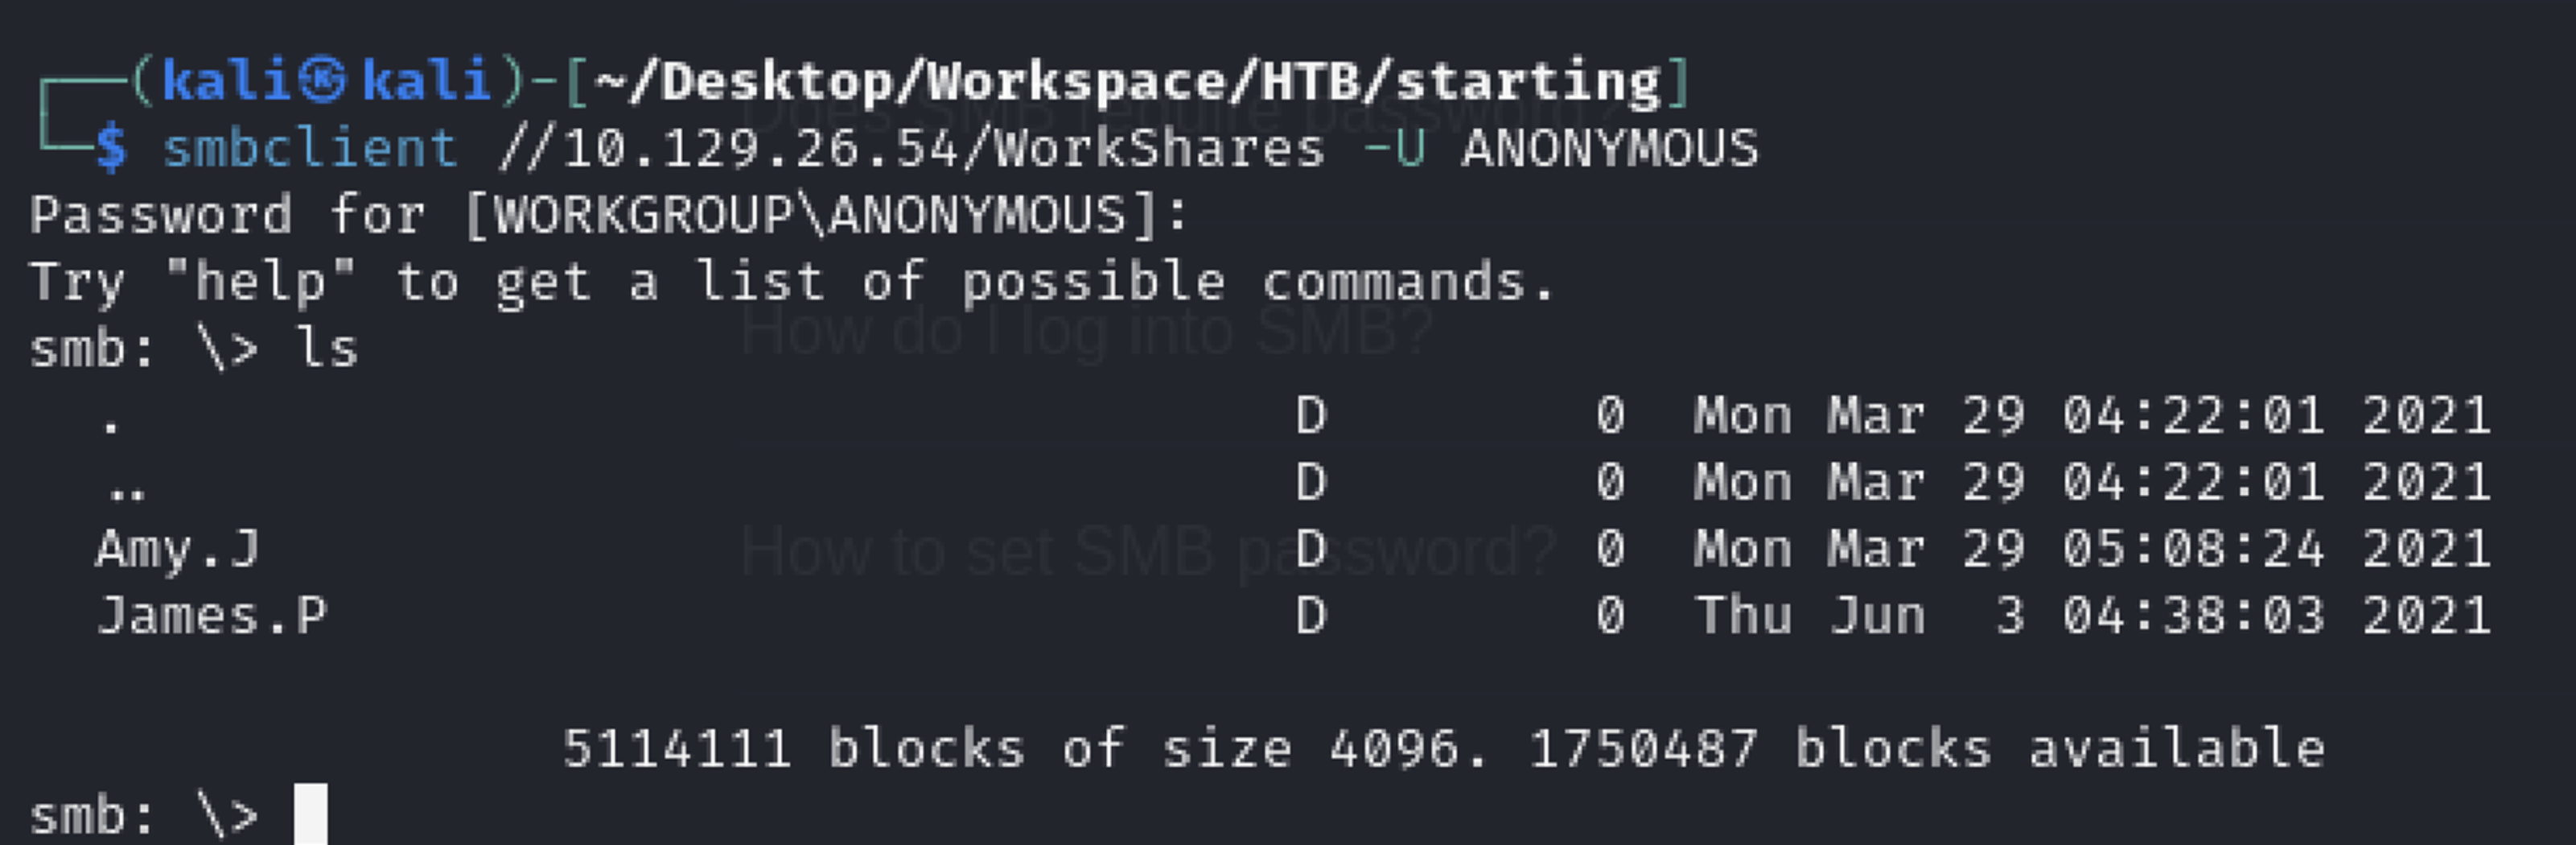 ┌──(kali㉿kali)-[~/Desktop/Workspace/HTB/starting]
Does SMB require password?
└─$ smbclient //10.129.26.54/WorkShares -U ANONYMOUS
Password for [WORKGROUP\ANONYMOUS]:
Try "help" to get a list of possible commands.
How do I log into SMB?
smb: \> ls
  .                                   D        0  Mon Mar 29 04:22:01 2021
  ..                                  D        0  Mon Mar 29 04:22:01 2021
  Amy.J                               D        0  Mon Mar 29 05:08:24 2021
How to set SMB password?
  James.P                             D        0  Thu Jun  3 04:38:03 2021
5114111 blocks of size 4096. 1750487 blocks available
smb: \>